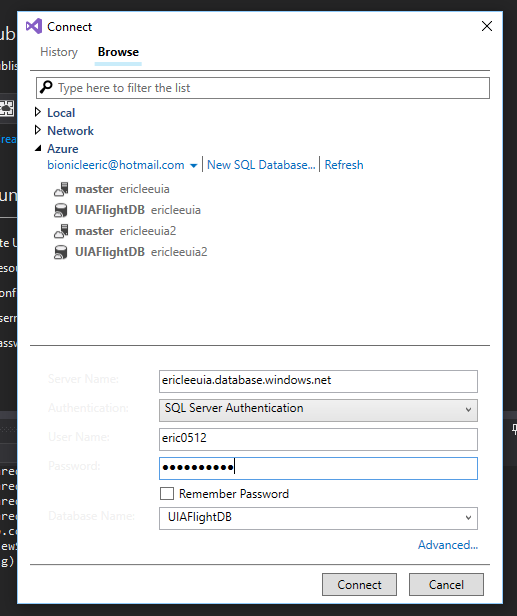 Connect
History Browse
Type here to filter the list
Local
Network
Azure
bionicleeric@hotmail.com New SQL Database... Refresh
master ericleeuia
UIAFlightDB ericleeuia
master ericleeuia2
UIAFlightDB ericleeuia2
Server Name: ericleeuia.database.windows.net
Authentication: SQL Server Authentication
User Name: eric0512
Password: ●●●●●●●●●●
Remember Password
Database Name: UIAFlightDB
Advanced...
Connect Cancel